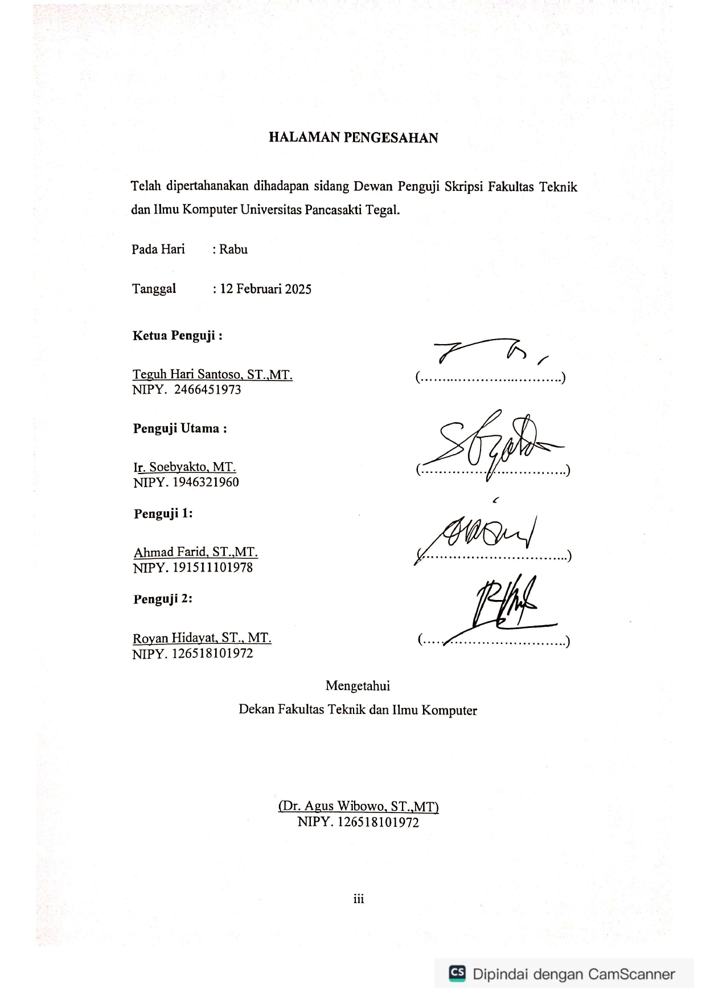 HALAMAN PENGESAHAN
Telah dipertahanakan dihadapan sidang Dewan Penguji Skripsi Fakultas Teknik
dan Ilmu Komputer Universitas Pancasakti Tegal.
Pada Hari : Rabu
Tanggal : 12 Februari 2025
Ketua Penguji :
Teguh Hari Santoso, ST.,MT. (....................................)
NIPY. 2466451973
Penguji Utama :
Ir. Soebyakto, MT. (.....................................)
NIPY. 1946321960
Penguji 1:
Ahmad Farid, ST.,MT. (.....................................)
NIPY. 191511101978
Penguji 2:
Royan Hidayat, ST., MT. (.....................................)
NIPY. 126518101972
Mengetahui
Dekan Fakultas Teknik dan Ilmu Komputer
(Dr. Agus Wibowo, ST.,MT)
NIPY. 126518101972
iii
CS Dipindai dengan CamScanner